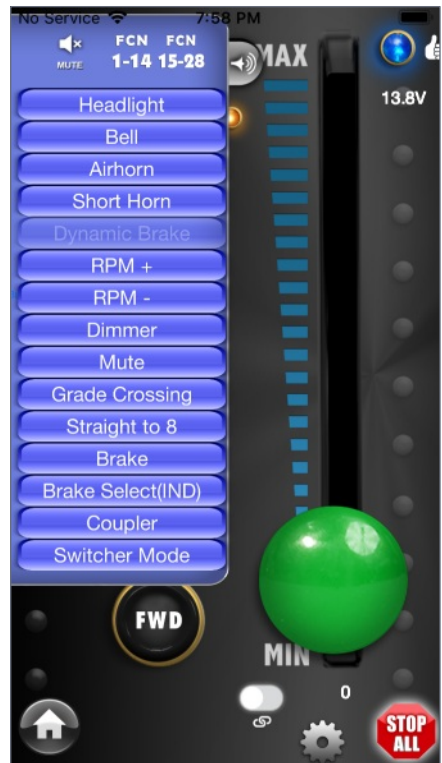 No Service 7:58 PM
MUTE
FCN FCN
1-14 15-28
MAX
13.8V
Headlight
Bell
Airhorn
Short Horn
Dynamic Brake
RPM +
RPM -
Dimmer
Mute
Grade Crossing
Straight to 8
Brake
Brake Select(IND)
Coupler
Switcher Mode
FWD
MIN
0
STOP
ALL